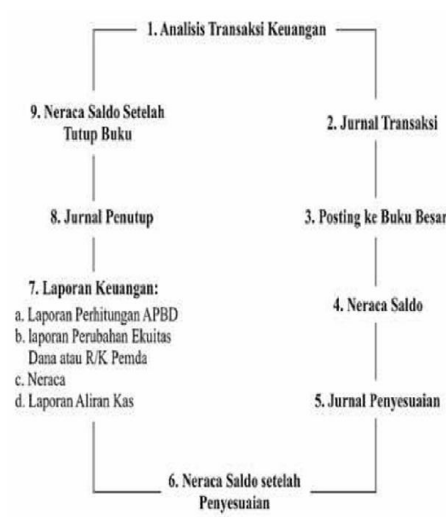 1. Analisis Transaksi Keuangan
2. Jurnal Transaksi
3. Posting ke Buku Besar
4. Neraca Saldo
5. Jurnal Penyesuaian
6. Neraca Saldo setelah
Penyesuaian
7. Laporan Keuangan:
a. Laporan Perhitungan APBD
b. laporan Perubahan Ekuitas
Dana atau R/K Pemda
c. Neraca
d. Laporan Aliran Kas
8. Jurnal Penutup
9. Neraca Saldo Setelah
Tutup Buku